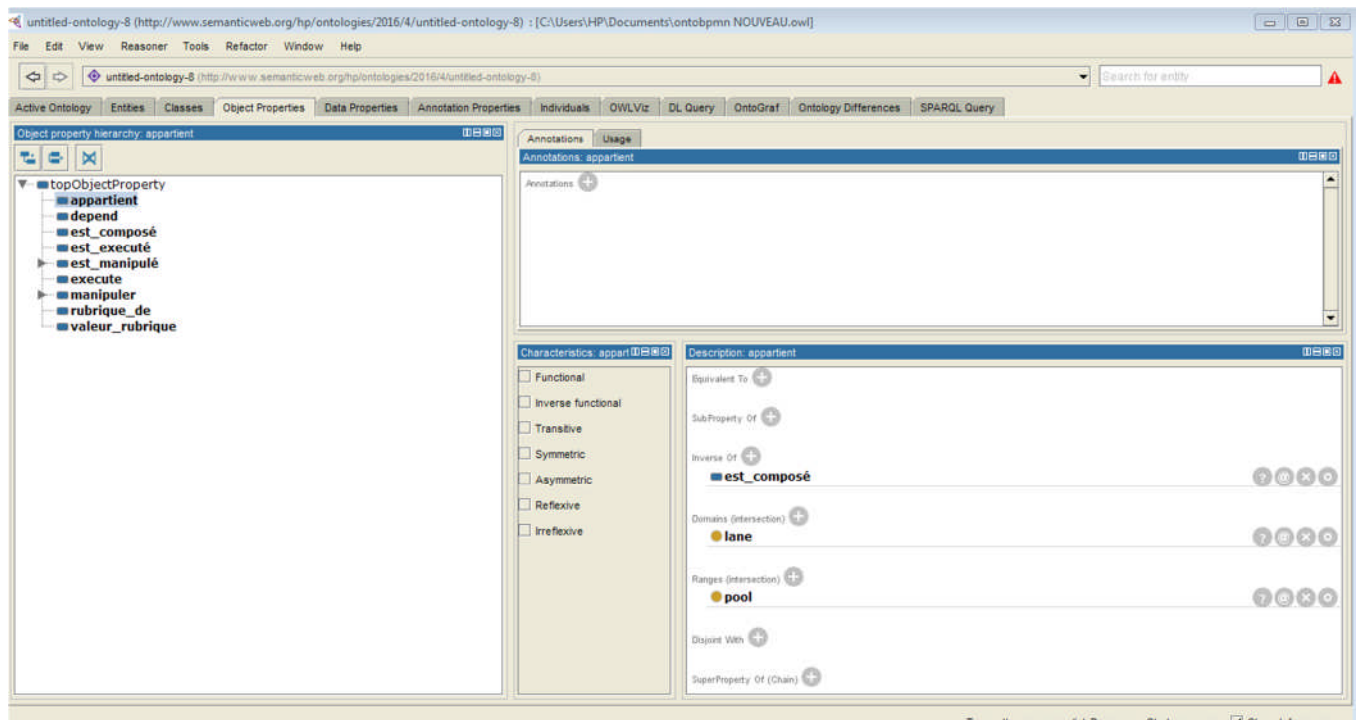 untitled-ontology-8 (http://www.semanticweb.org/hp/ontologies/2016/4/untitled-ontology-8) : [C:\Users\HP\Documents\ontobpmn NOUVEAU.owl]
File Edit View Reasoner Tools Refactor Window Help
untitled-ontology-8 (http://www.semanticweb.org/hp/ontologies/2016/4/untitled-ontology-8)
Search for entity
Active Ontology Entities Classes Object Properties Data Properties Annotation Properties Individuals OWLViz DL Query OntoGraf Ontology Differences SPARQL Query
Object property hierarchy: appartient
topObjectProperty
appartient
depend
est_composé
est_executé
est_manipulé
execute
manipuler
rubrique_de
valeur_rubrique
Annotations Usage
Annotations: appartient
Annotations
Characteristics: appart
Functional
Inverse functional
Transitive
Symmetric
Asymmetric
Reflexive
Irreflexive
Description: appartient
Equivalent To
SubProperty Of
Inverse Of
est_composé
Domains (intersection)
lane
Ranges (intersection)
pool
Disjoint With
SuperProperty Of (Chain)